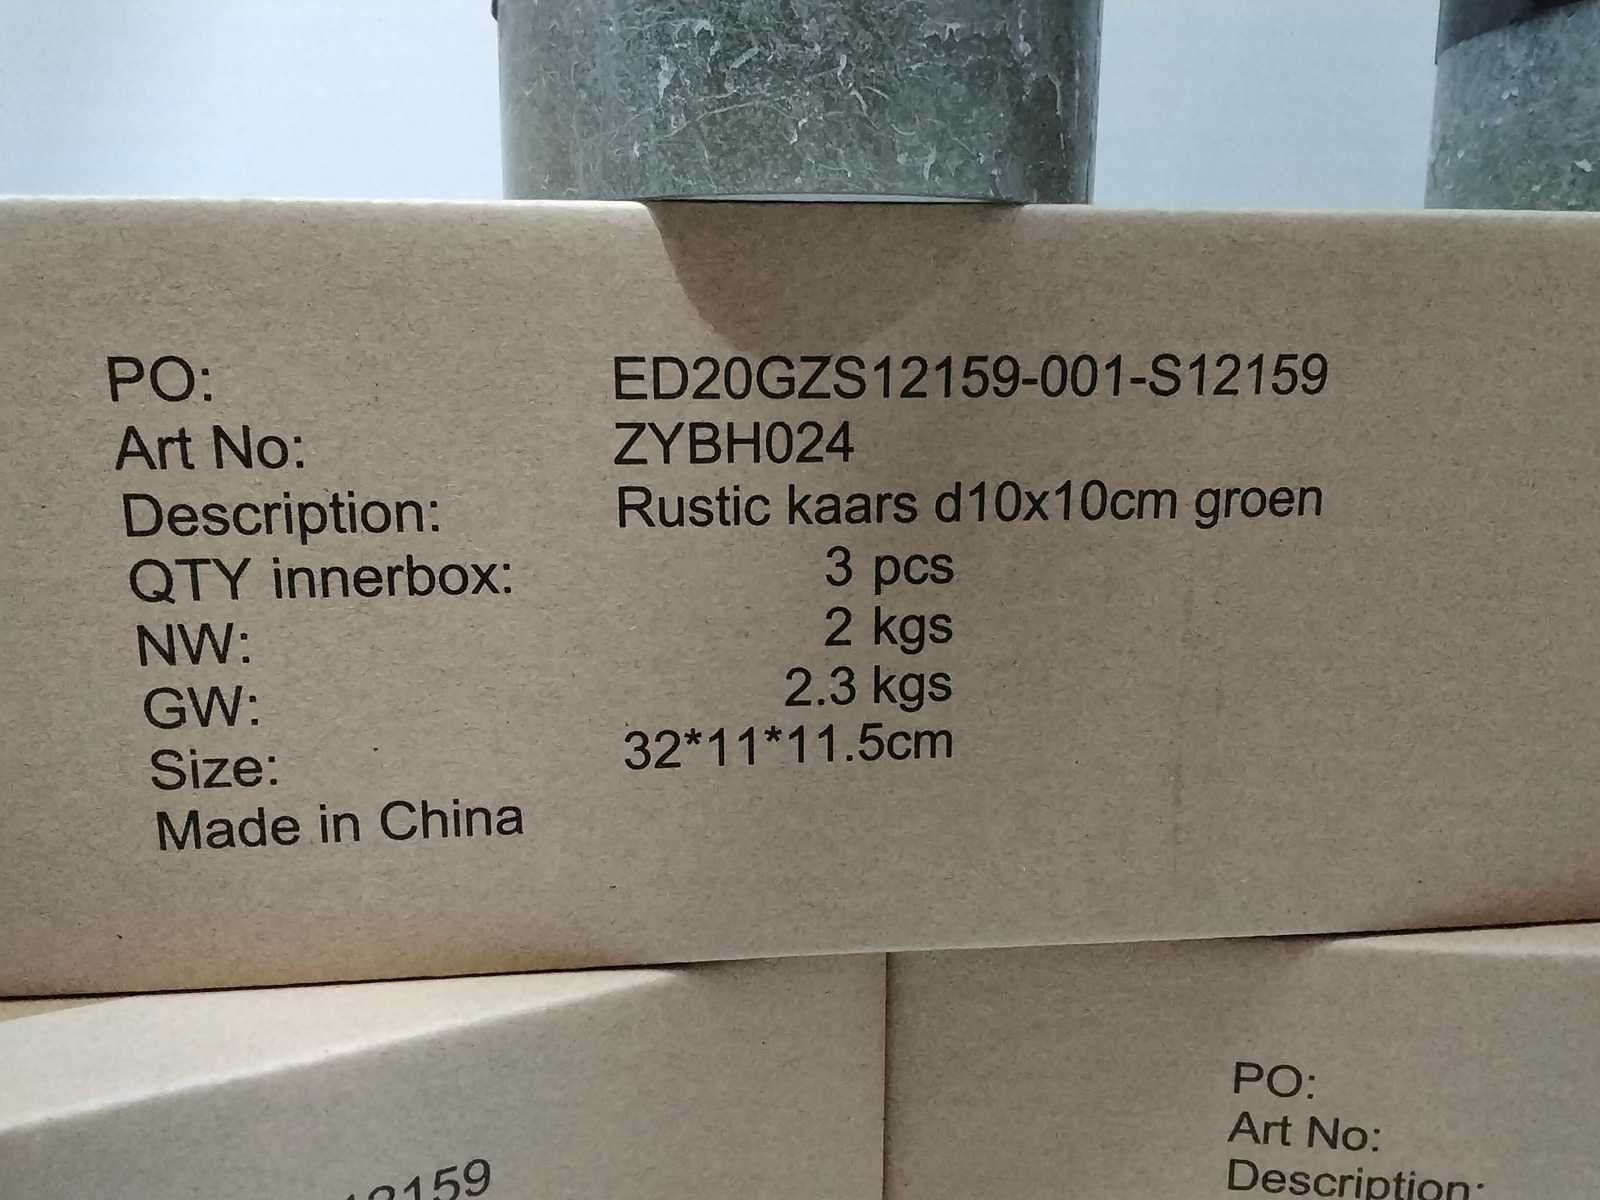 PO: ED20GZS12159-001-S12159
Art No: ZYBH024
Description: Rustic kaars d10x10cm groen
QTY innerbox: 3 pcs
NW: 2 kgs
GW: 2.3 kgs
Size: 32*11*11.5cm
Made in China
PO:
Art No:
Description: